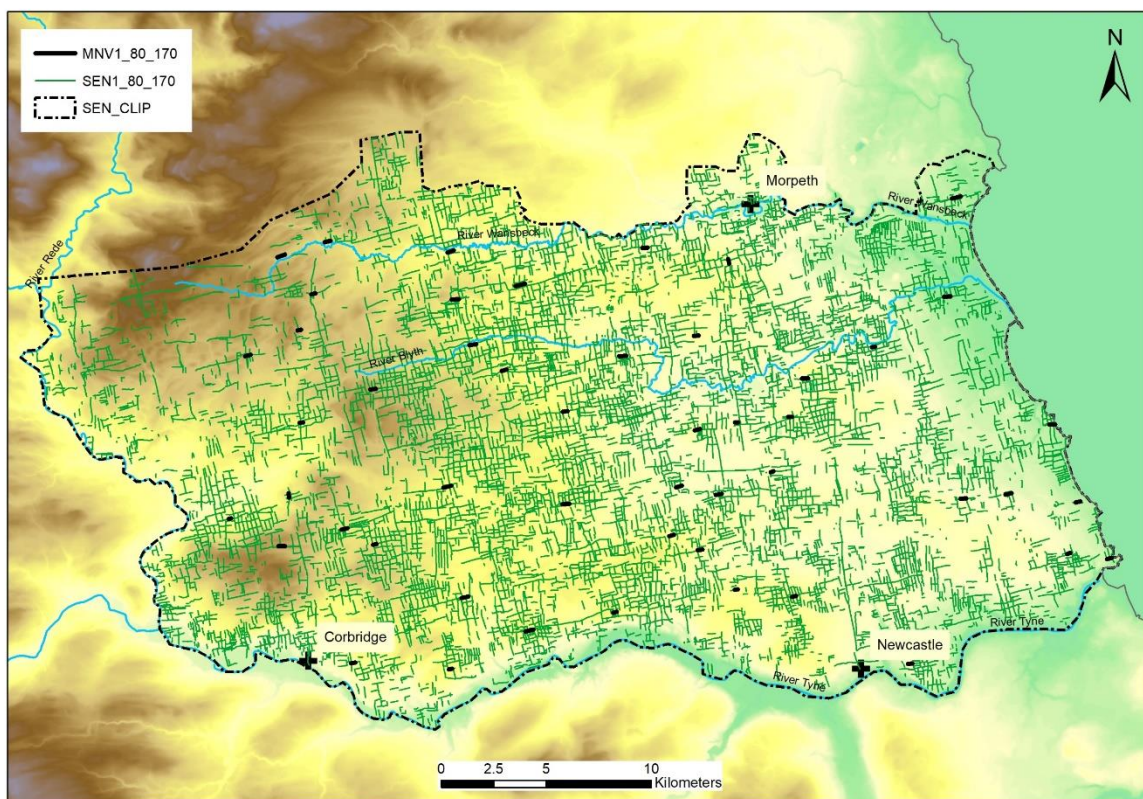 MNV1_80_170
SEN1_80_170
SEN_CLIP
N
Morpeth
River Wansbeck
River Wansbeck
River Rede
River Blyth
Corbridge
Newcastle
River Tyne
River Tyne
0 2.5 5 10
Kilometers